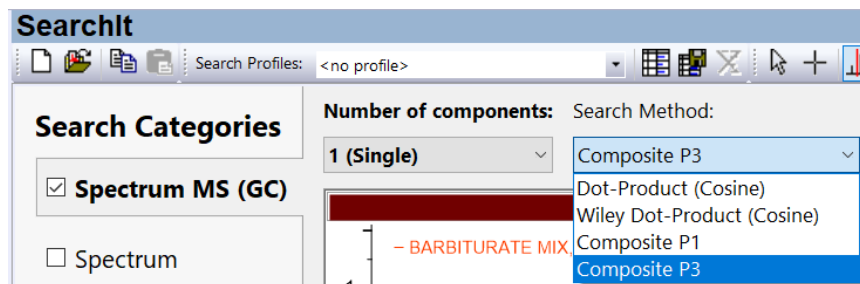 SearchIt
Search Profiles: <no profile>
Search Categories
Number of components: Search Method:
1 (Single) Composite P3
Spectrum MS (GC)
Dot-Product (Cosine)
Wiley Dot-Product (Cosine)
Composite P1
Composite P3
– BARBITURATE MIX,
Spectrum